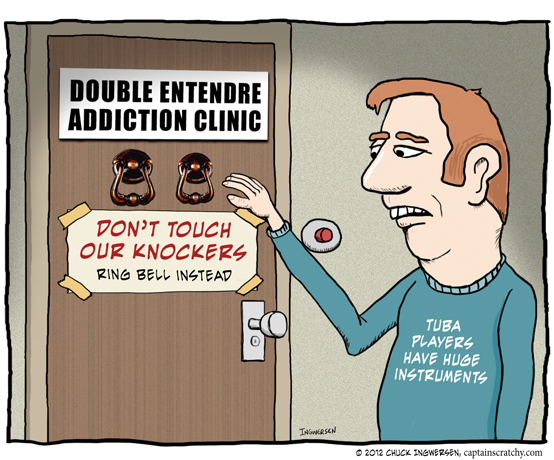 DOUBLE ENTENDRE
ADDICTION CLINIC
DON'T TOUCH
OUR KNOCKERS
RING BELL INSTEAD
TUBA
PLAYERS
HAVE HUGE
INSTRUMENTS
INGWERSEN
© 2012 CHUCK INGWERSEN, captainscratchy.com